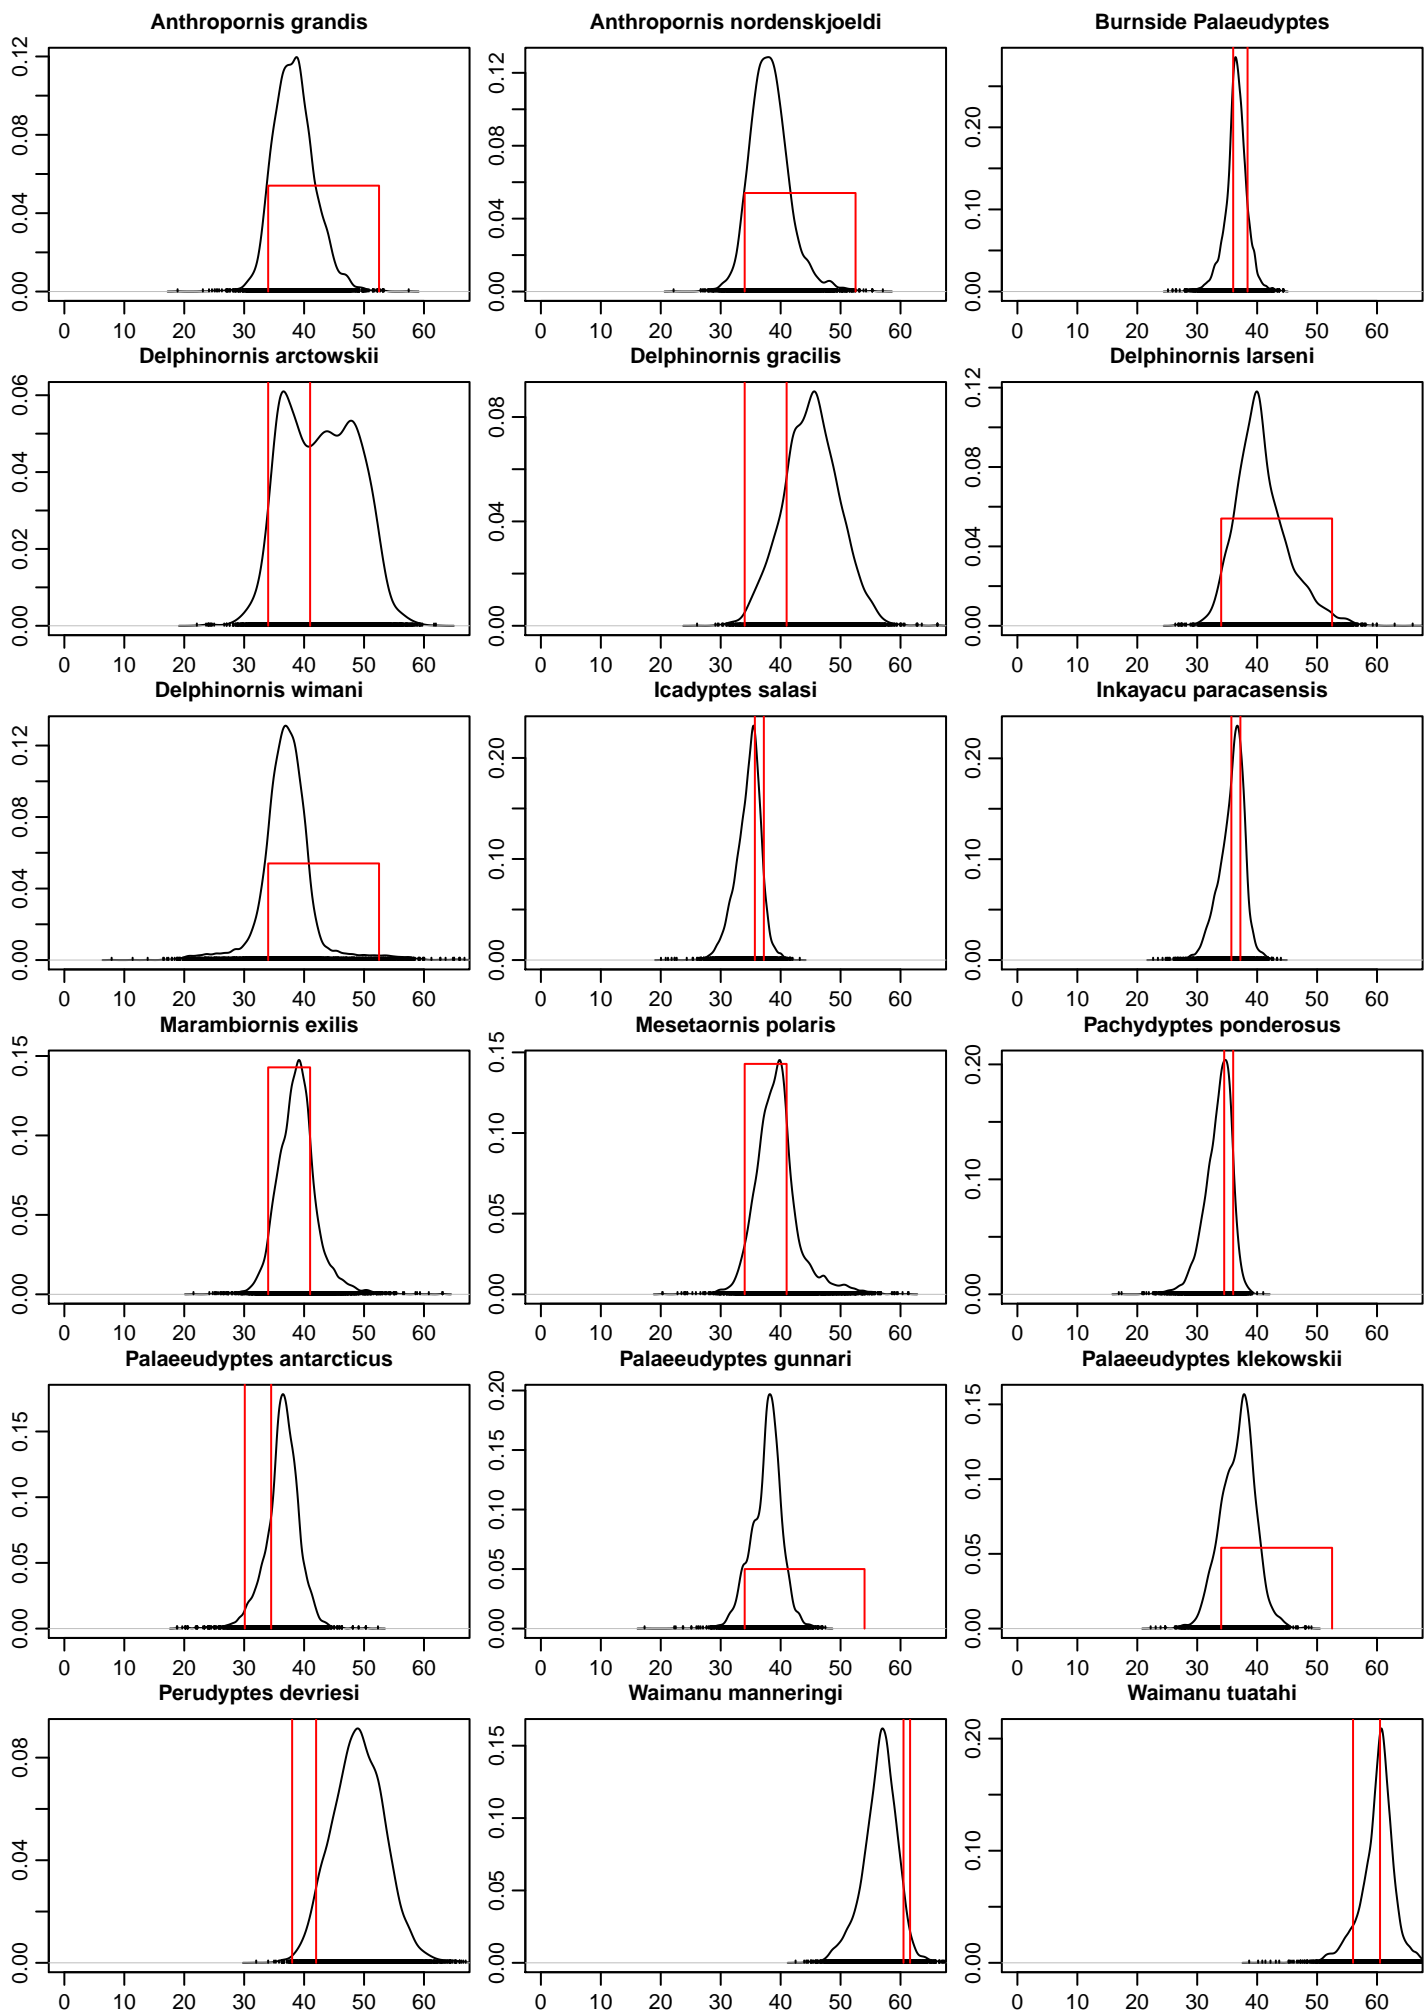 Anthropornis grandis Anthropornis nordenskjoeldi Burnside Palaeudyptes
0.00 0.04 0.08 0.12 0.00 0.04 0.08 0.12 0.00 0.10 0.20
0 10 20 30 40 50 60 0 10 20 30 40 50 60 0 10 20 30 40 50 60
Delphinornis arctowskii Delphinornis gracilis Delphinornis larseni
0.00 0.02 0.04 0.06 0.00 0.04 0.08 0.00 0.04 0.08 0.12
0 10 20 30 40 50 60 0 10 20 30 40 50 60 0 10 20 30 40 50 60
Delphinornis wimani Icadyptes salasi Inkayacu paracasensis
0.00 0.04 0.08 0.12 0.00 0.10 0.20 0.00 0.10 0.20
0 10 20 30 40 50 60 0 10 20 30 40 50 60 0 10 20 30 40 50 60
Marambiornis exilis Mesetaornis polaris Pachydyptes ponderosus
0.00 0.05 0.10 0.15 0.00 0.05 0.10 0.15 0.00 0.10 0.20
0 10 20 30 40 50 60 0 10 20 30 40 50 60 0 10 20 30 40 50 60
Palaeeudyptes antarcticus Palaeeudyptes gunnari Palaeeudyptes klekowskii
0.00 0.05 0.10 0.15 0.00 0.05 0.10 0.15 0.20 0.00 0.05 0.10 0.15
0 10 20 30 40 50 60 0 10 20 30 40 50 60 0 10 20 30 40 50 60
Perudyptes devriesi Waimanu manneringi Waimanu tuatahi
0.00 0.04 0.08 0.00 0.05 0.10 0.15 0.00 0.10 0.20
0 10 20 30 40 50 60 0 10 20 30 40 50 60 0 10 20 30 40 50 60